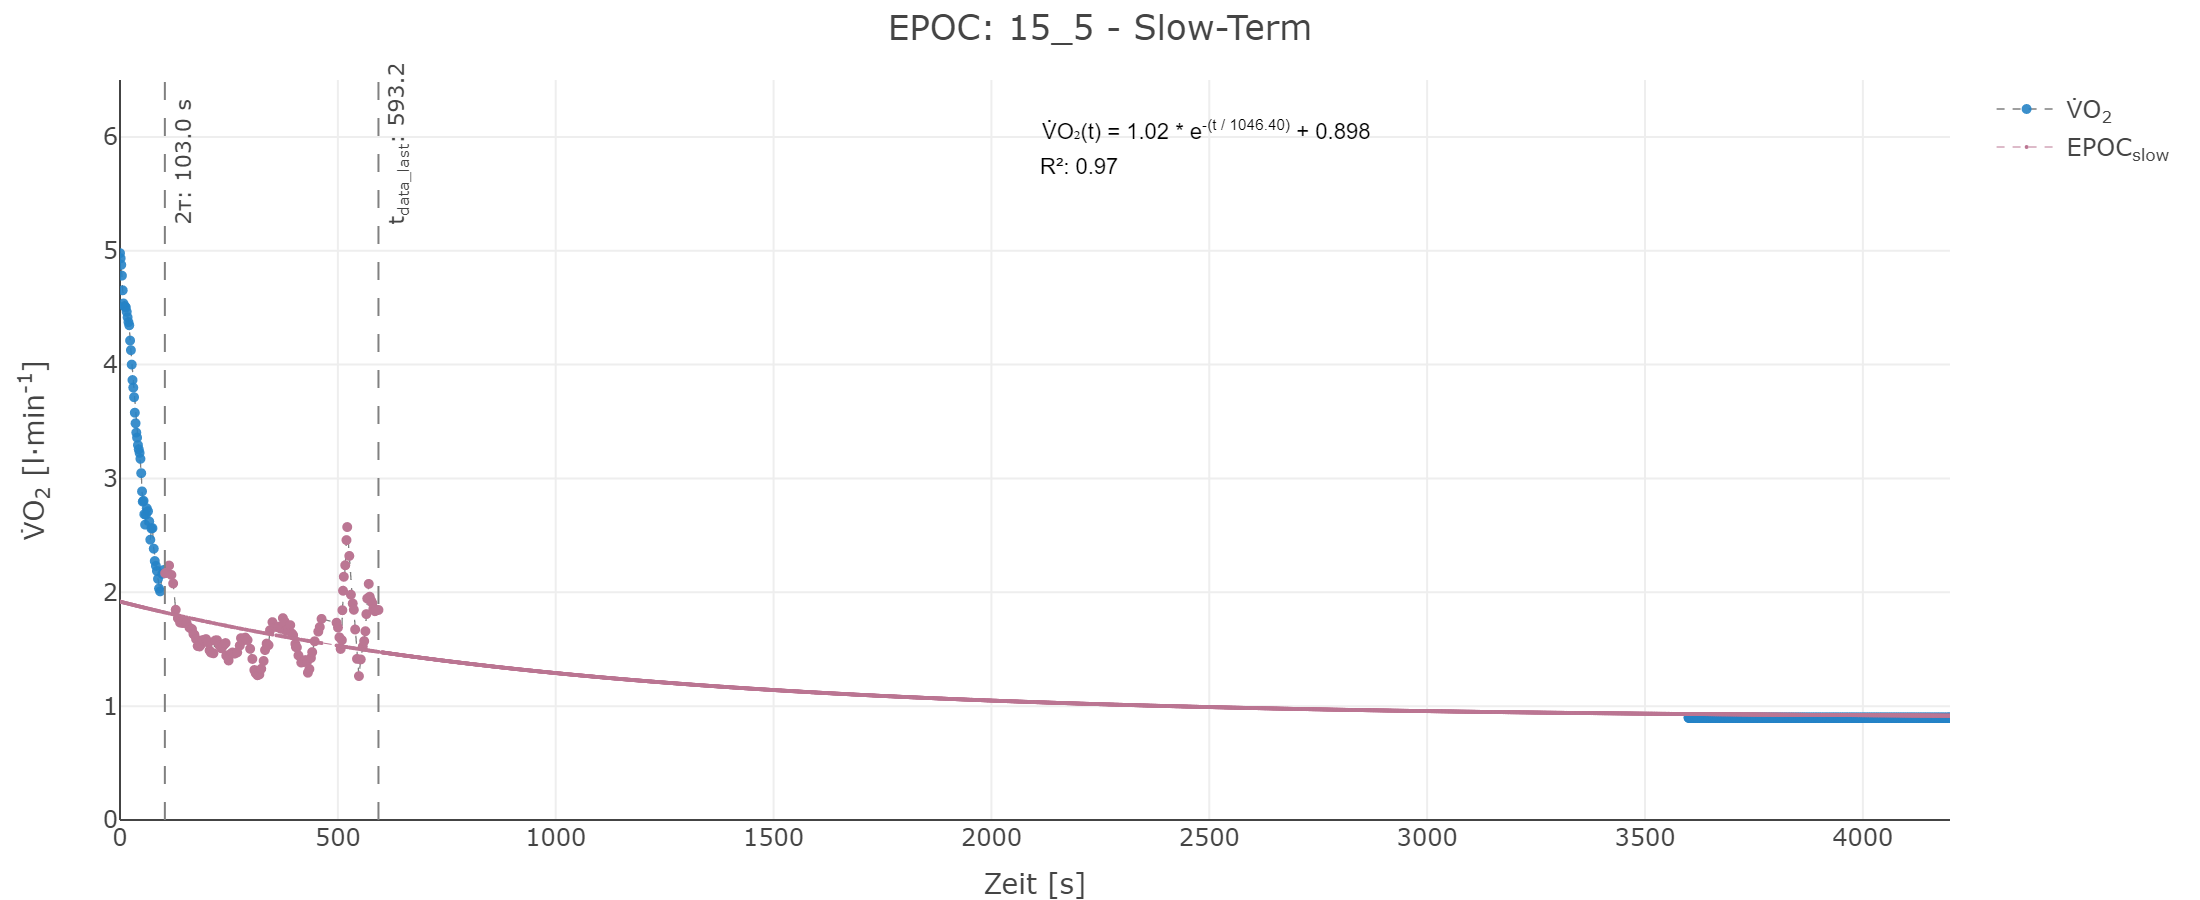 EPOC: 15_5 - Slow-Term
2τ: 103.0 s
t_data_last: 593.2
V̇O₂(t) = 1.02 * e^-(t / 1046.40) + 0.898
R²: 0.97
V̇O₂
EPOC_slow
V̇O₂ [l·min⁻¹]
6
5
4
3
2
1
0
0 500 1000 1500 2000 2500 3000 3500 4000
Zeit [s]